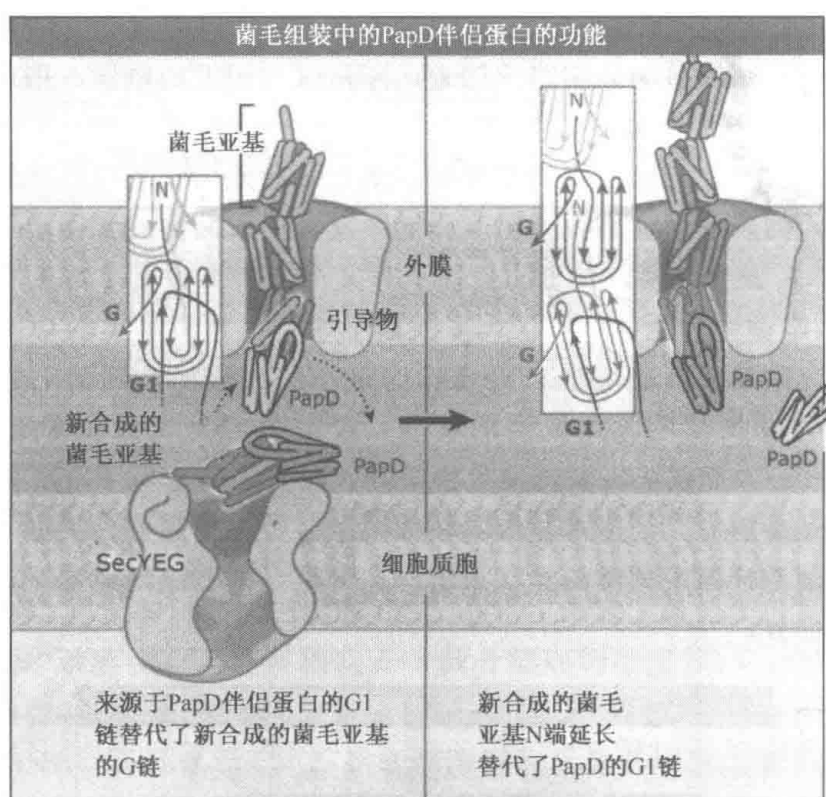 菌毛组装中的PapD伴侣蛋白的功能
菌毛亚基
N
G
G1
外膜
引导物
PapD
新合成的
菌毛亚基
PapD
SecYEG
细胞质胞
来源于PapD伴侣蛋白的G1
链替代了新合成的菌毛亚基
的G链
N
N
G
G
G1
PapD
PapD
新合成的菌毛
亚基N端延长
替代了PapD的G1链